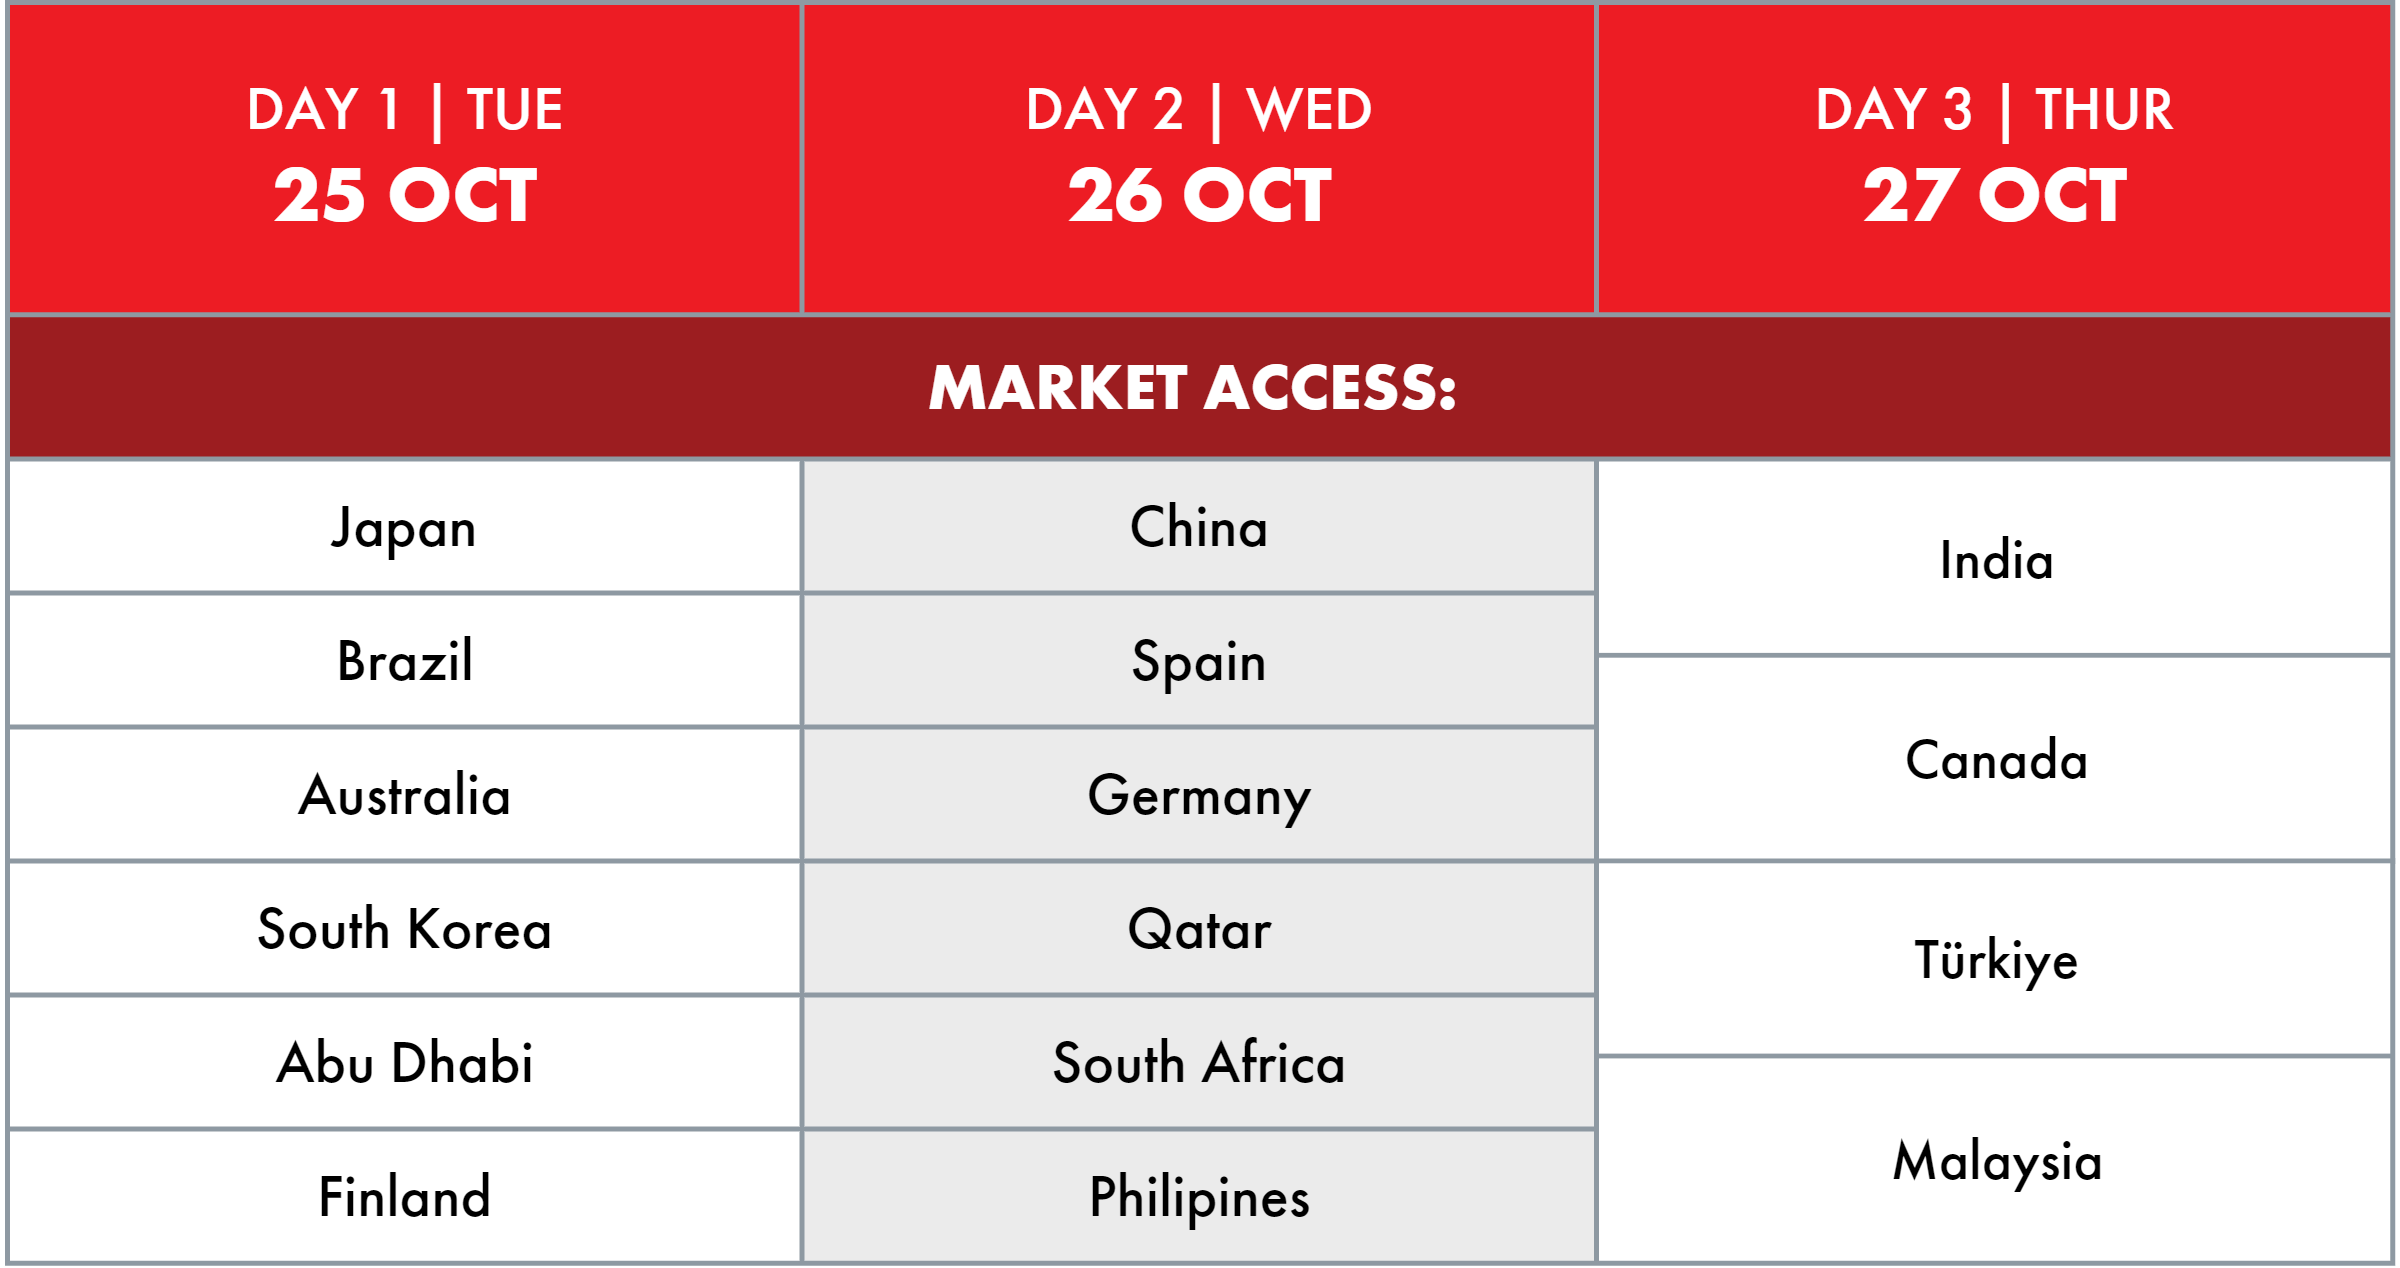 DAY 1 | TUE
25 OCT
DAY 2 | WED
26 OCT
DAY 3 | THUR
27 OCT
MARKET ACCESS:
Japan
Brazil
Australia
South Korea
Abu Dhabi
Finland
China
Spain
Germany
Qatar
South Africa
Philipines
India
Canada
Türkiye
Malaysia